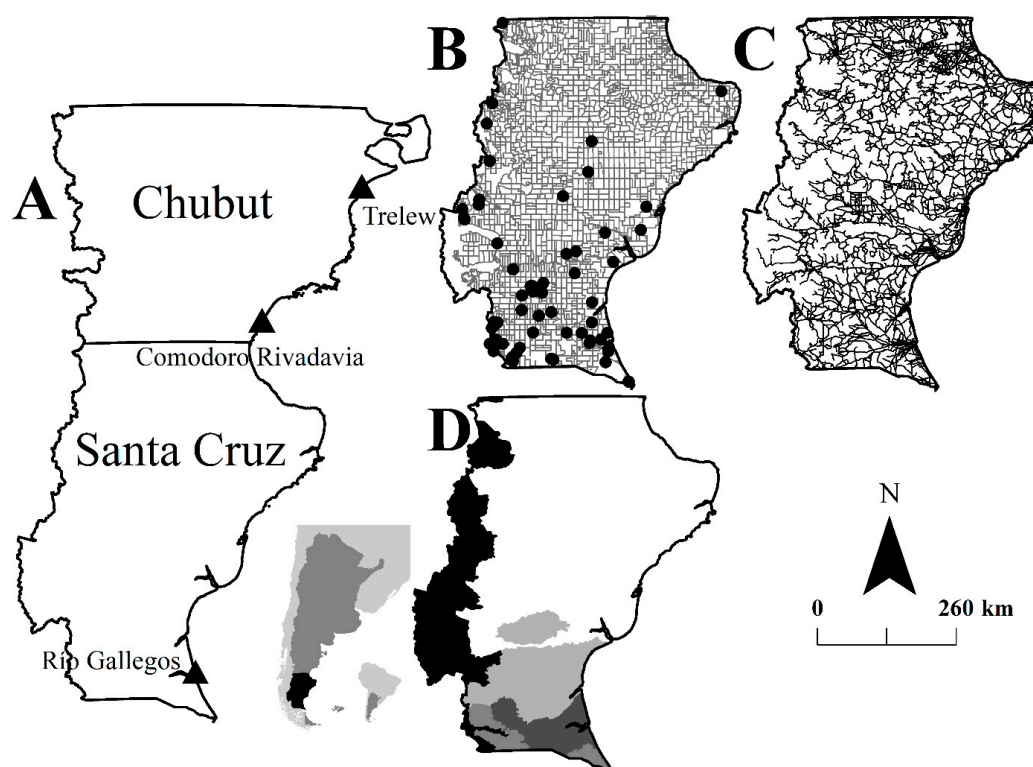 A
Chubut
Trelew
Comodoro Rivadavia
Santa Cruz
Río Gallegos
B
C
D
N
0 260 km